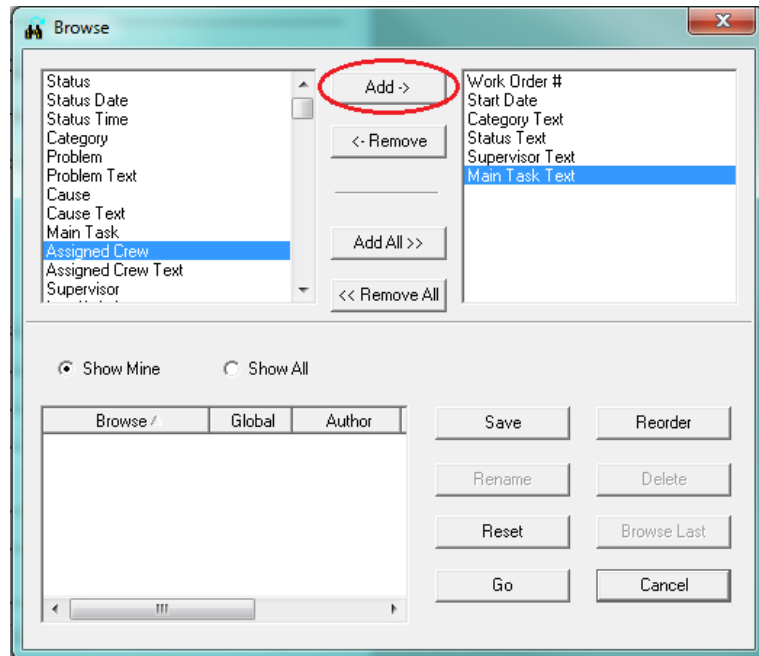 Browse
Status
Status Date
Status Time
Category
Problem
Problem Text
Cause
Cause Text
Main Task
Assigned Crew
Assigned Crew Text
Supervisor
Add ->
<- Remove
Add All >>
<< Remove All
Work Order #
Start Date
Category Text
Status Text
Supervisor Text
Main Task Text
Show Mine
Show All
Browse Global Author
Save Reorder
Rename Delete
Reset Browse Last
Go Cancel